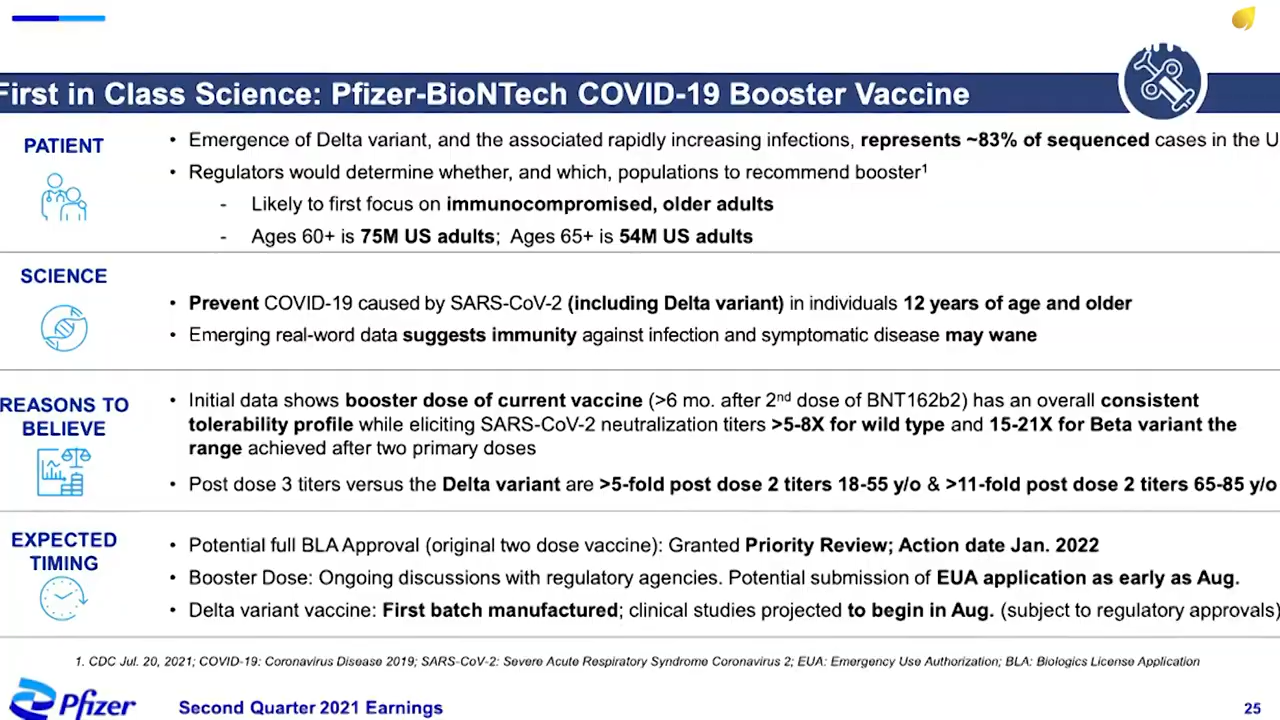 First in Class Science: Pfizer-BioNTech COVID-19 Booster Vaccine
PATIENT
• Emergence of Delta variant, and the associated rapidly increasing infections, represents ~83% of sequenced cases in the U
• Regulators would determine whether, and which, populations to recommend booster¹
- Likely to first focus on immunocompromised, older adults
- Ages 60+ is 75M US adults; Ages 65+ is 54M US adults
SCIENCE
• Prevent COVID-19 caused by SARS-CoV-2 (including Delta variant) in individuals 12 years of age and older
• Emerging real-word data suggests immunity against infection and symptomatic disease may wane
REASONS TO
BELIEVE
• Initial data shows booster dose of current vaccine (>6 mo. after 2nd dose of BNT162b2) has an overall consistent
tolerability profile while eliciting SARS-CoV-2 neutralization titers >5-8X for wild type and 15-21X for Beta variant the
range achieved after two primary doses
• Post dose 3 titers versus the Delta variant are >5-fold post dose 2 titers 18-55 y/o & >11-fold post dose 2 titers 65-85 y/o
EXPECTED
TIMING
• Potential full BLA Approval (original two dose vaccine): Granted Priority Review; Action date Jan. 2022
• Booster Dose: Ongoing discussions with regulatory agencies. Potential submission of EUA application as early as Aug.
• Delta variant vaccine: First batch manufactured; clinical studies projected to begin in Aug. (subject to regulatory approvals)
1. CDC Jul. 20, 2021; COVID-19: Coronavirus Disease 2019; SARS-CoV-2: Severe Acute Respiratory Syndrome Coronavirus 2; EUA: Emergency Use Authorization; BLA: Biologics License Application
Pfizer
Second Quarter 2021 Earnings
25